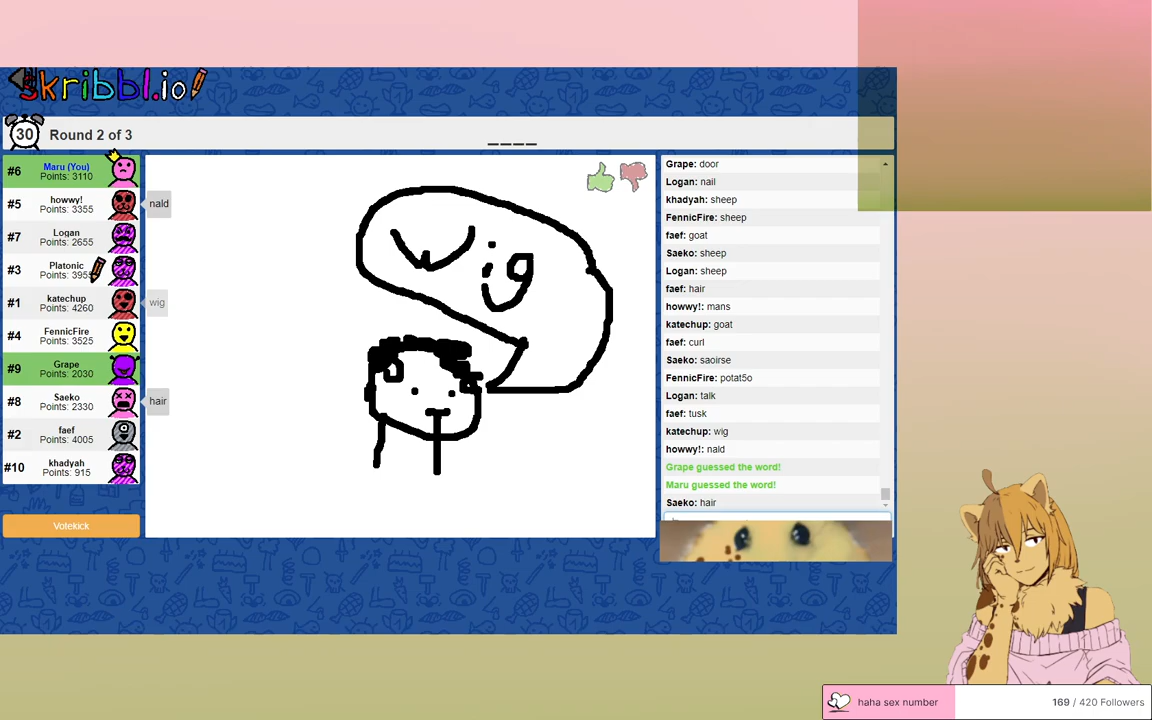 skribbl.io
30
Round 2 of 3
____
#6
Maru (You)
Points: 3110
#5
howwy!
Points: 3355
nald
#7
Logan
Points: 2655
#3
Platonic
Points: 3955
#1
katechup
Points: 4260
wig
#4
FennicFire
Points: 3525
#9
Grape
Points: 2030
#8
Saeko
Points: 2330
hair
#2
faef
Points: 4005
#10
khadyah
Points: 915
Votekick
wig
Grape: door
Logan: nail
khadyah: sheep
FennicFire: sheep
faef: goat
Saeko: sheep
Logan: sheep
faef: hair
howwy!: mans
katechup: goat
faef: curl
Saeko: saoirse
FennicFire: potat5o
Logan: talk
faef: tusk
katechup: wig
howwy!: nald
Grape guessed the word!
Maru guessed the word!
Saeko: hair
haha sex number
169 / 420 Followers